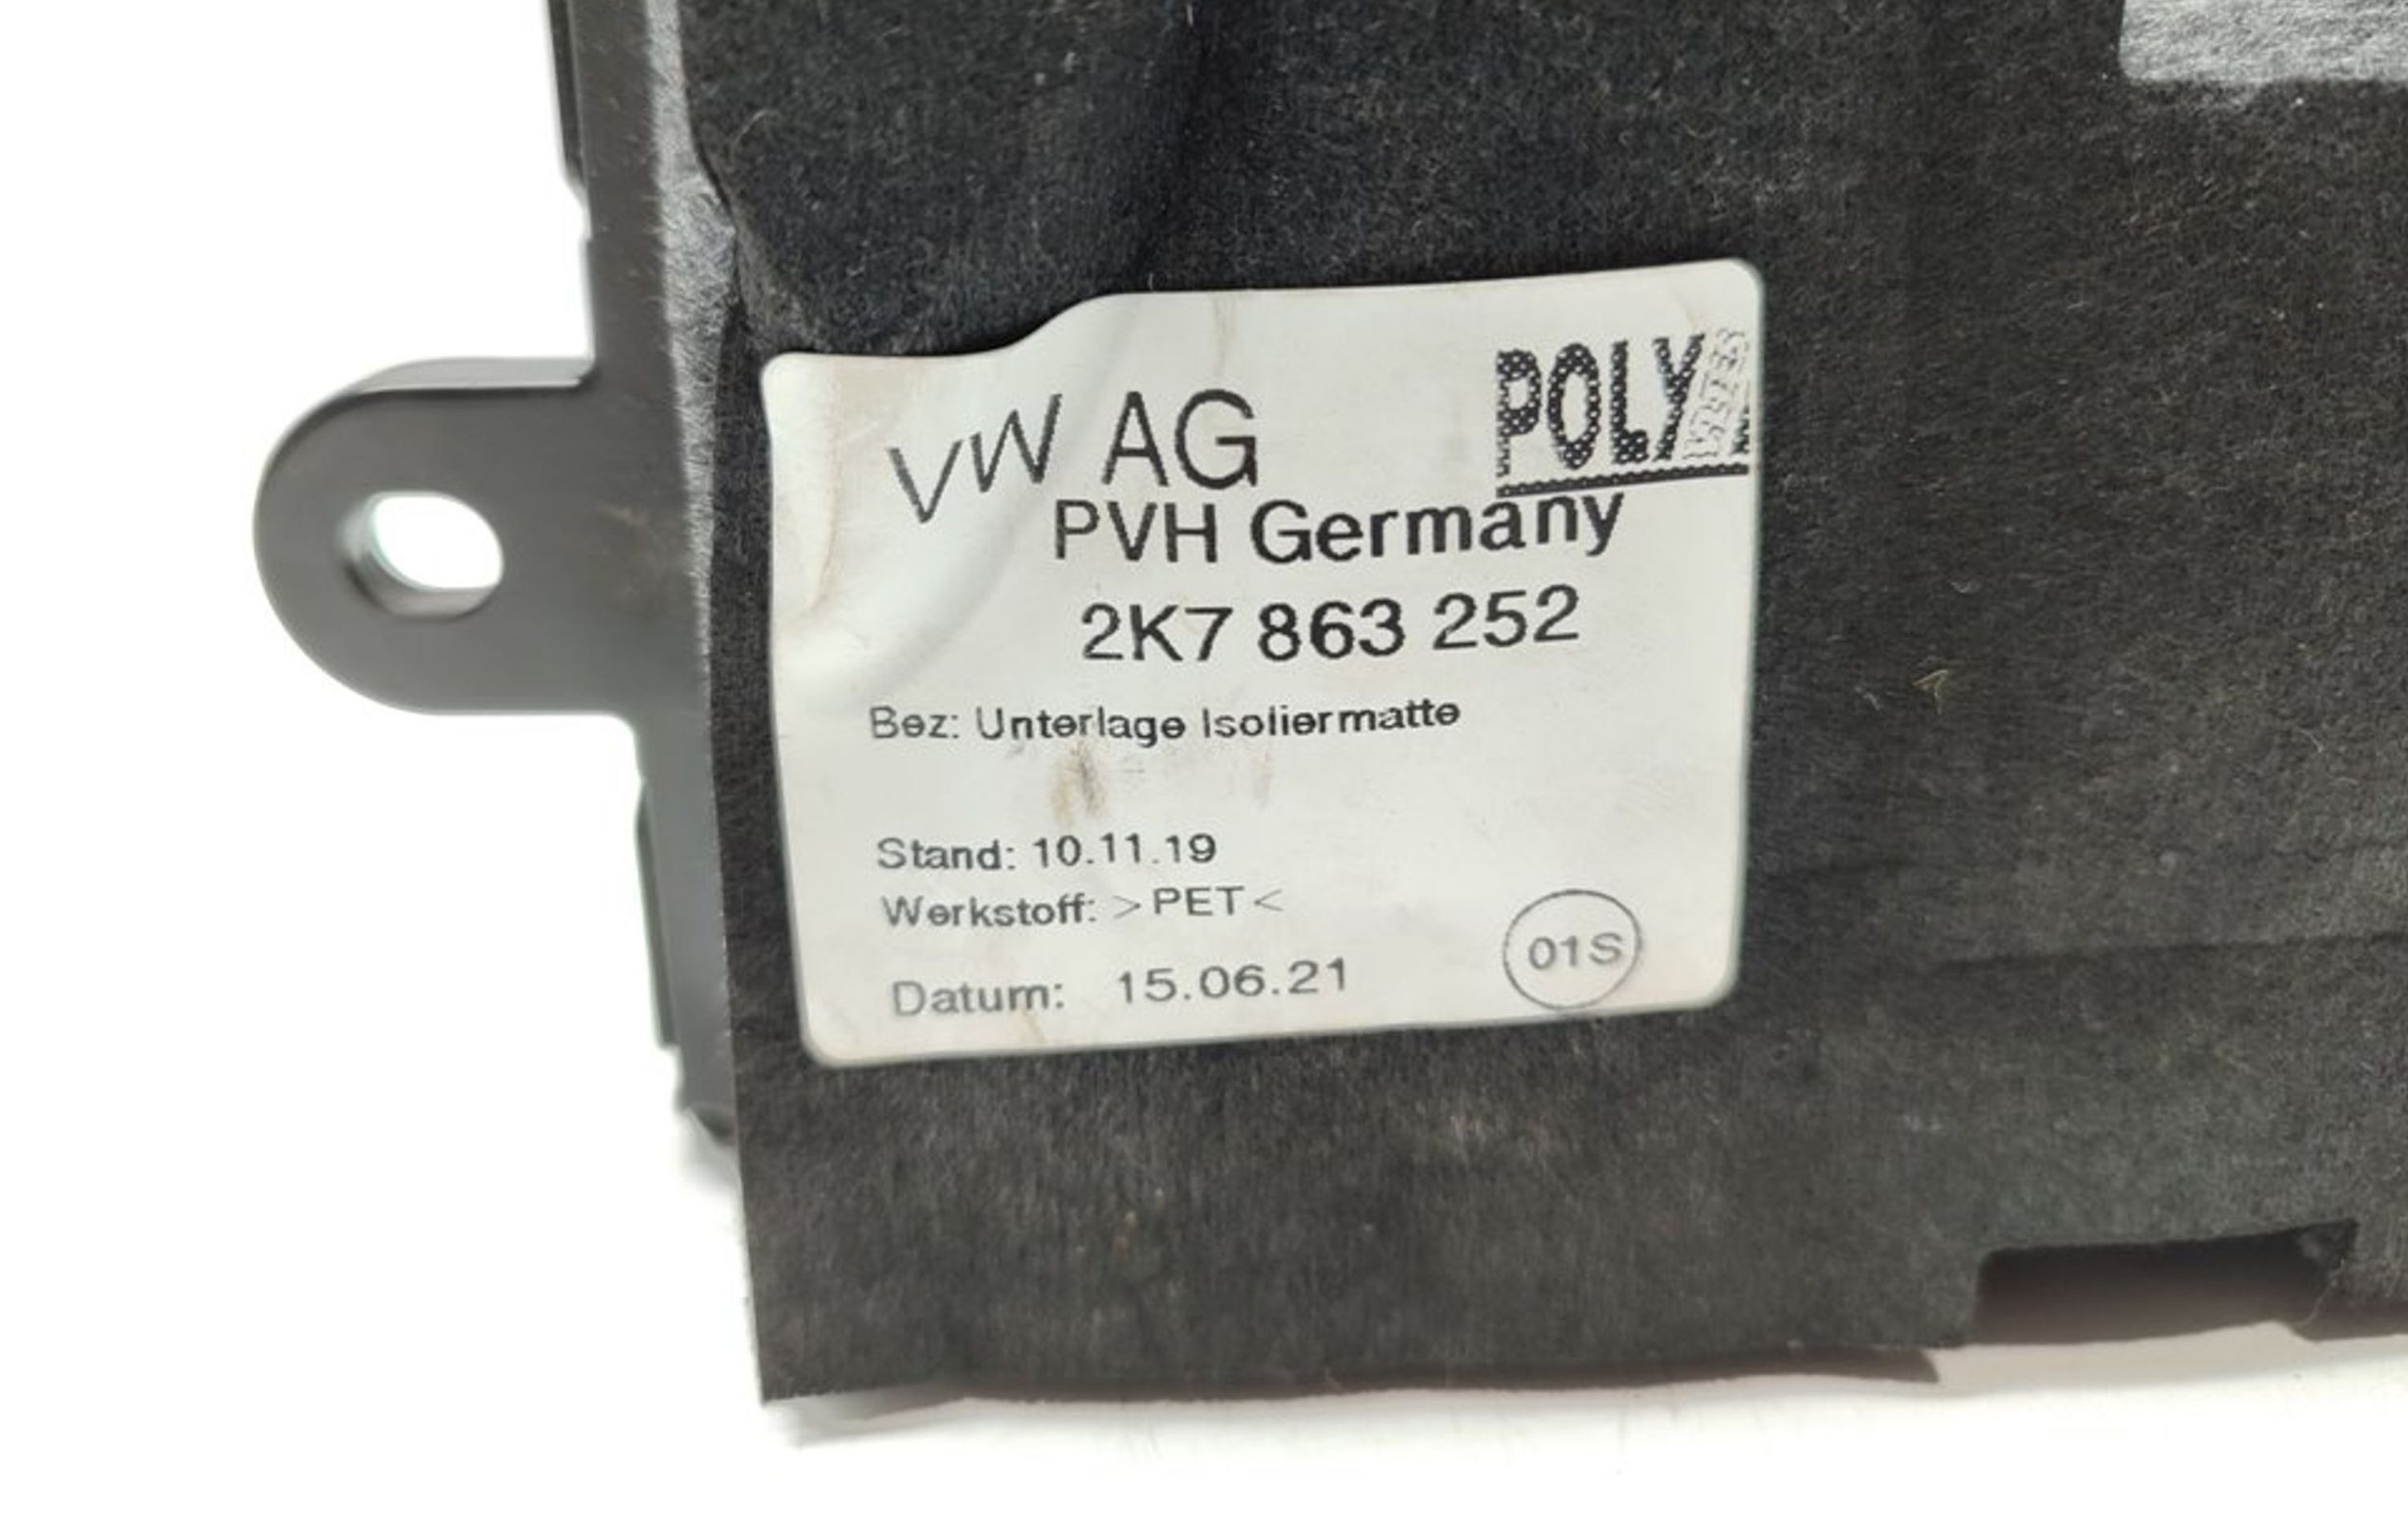 VW AG
POLY
PVH Germany
2K7 863 252
Bez: Unterlage Isoliermatte
Stand: 10.11.19
Werkstoff: >PET<
Datum: 15.06.21
01S